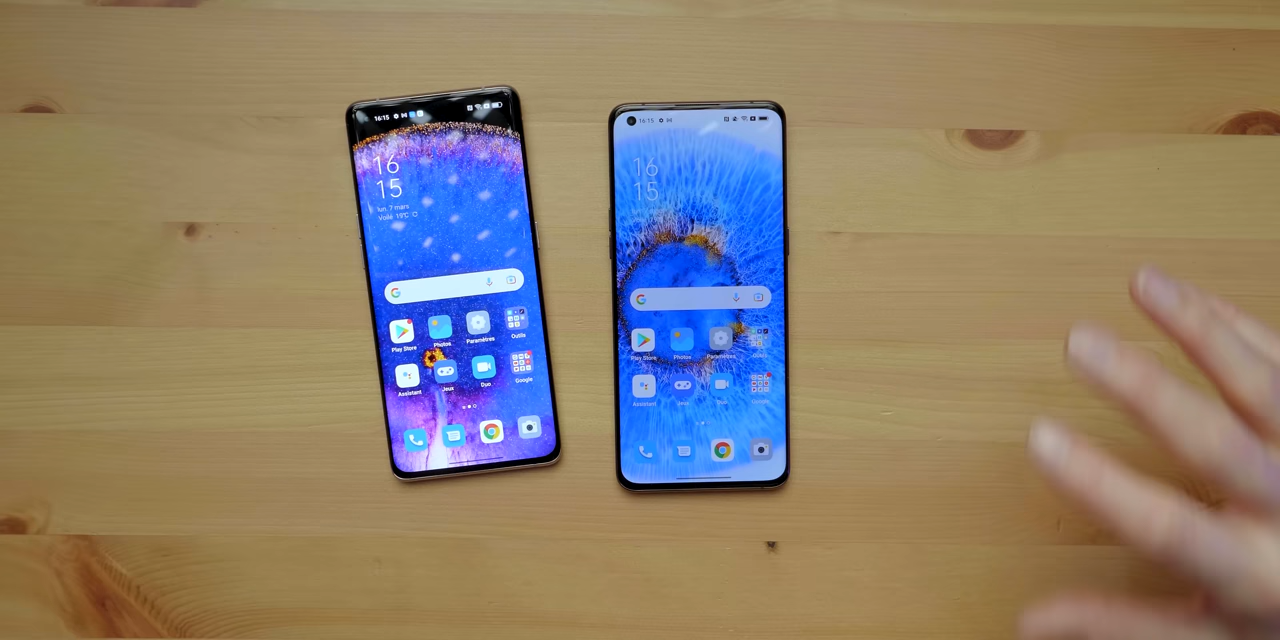 16:15
16
15
lun. 7 mars
Voilé 19°C
Play Store
Photos
Paramètres
Outils
Assistant
Jeux
Duo
Google
16:15
16
15
Play Store
Photos
Paramètres
Outils
Assistant
Jeux
Duo
Google